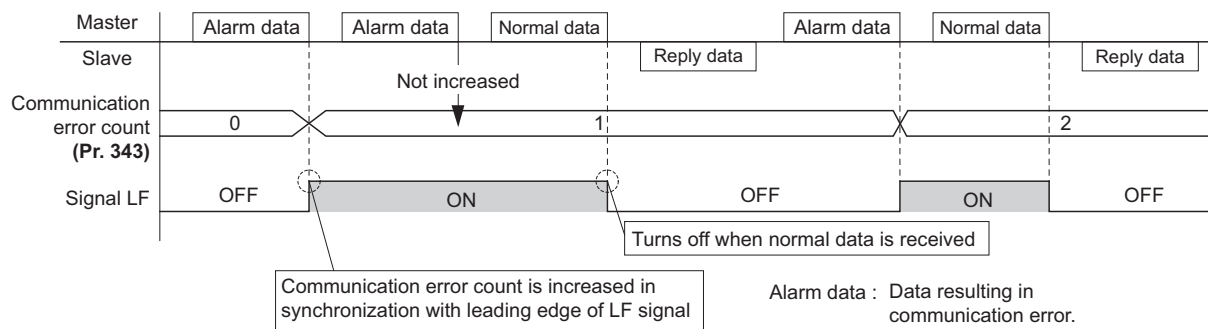 Master
Alarm data
Alarm data
Normal data
Alarm data
Normal data
Slave
Reply data
Reply data
Not increased
Communication
error count
(Pr. 343)
0
1
2
Signal LF
OFF
ON
OFF
ON
OFF
Turns off when normal data is received
Communication error count is increased in
synchronization with leading edge of LF signal
Alarm data : Data resulting in
communication error.